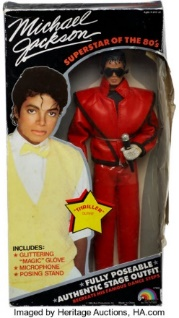 Michael
Jackson
SUPERSTAR OF THE 80's
"THRILLER"
INCLUDES:
GLITTERING
"MAGIC" GLOVE
MICROPHONE
POSING STAND
FULLY POSEABLE
AUTHENTIC STAGE OUTFIT
Imaged by Heritage Auctions, HA.com